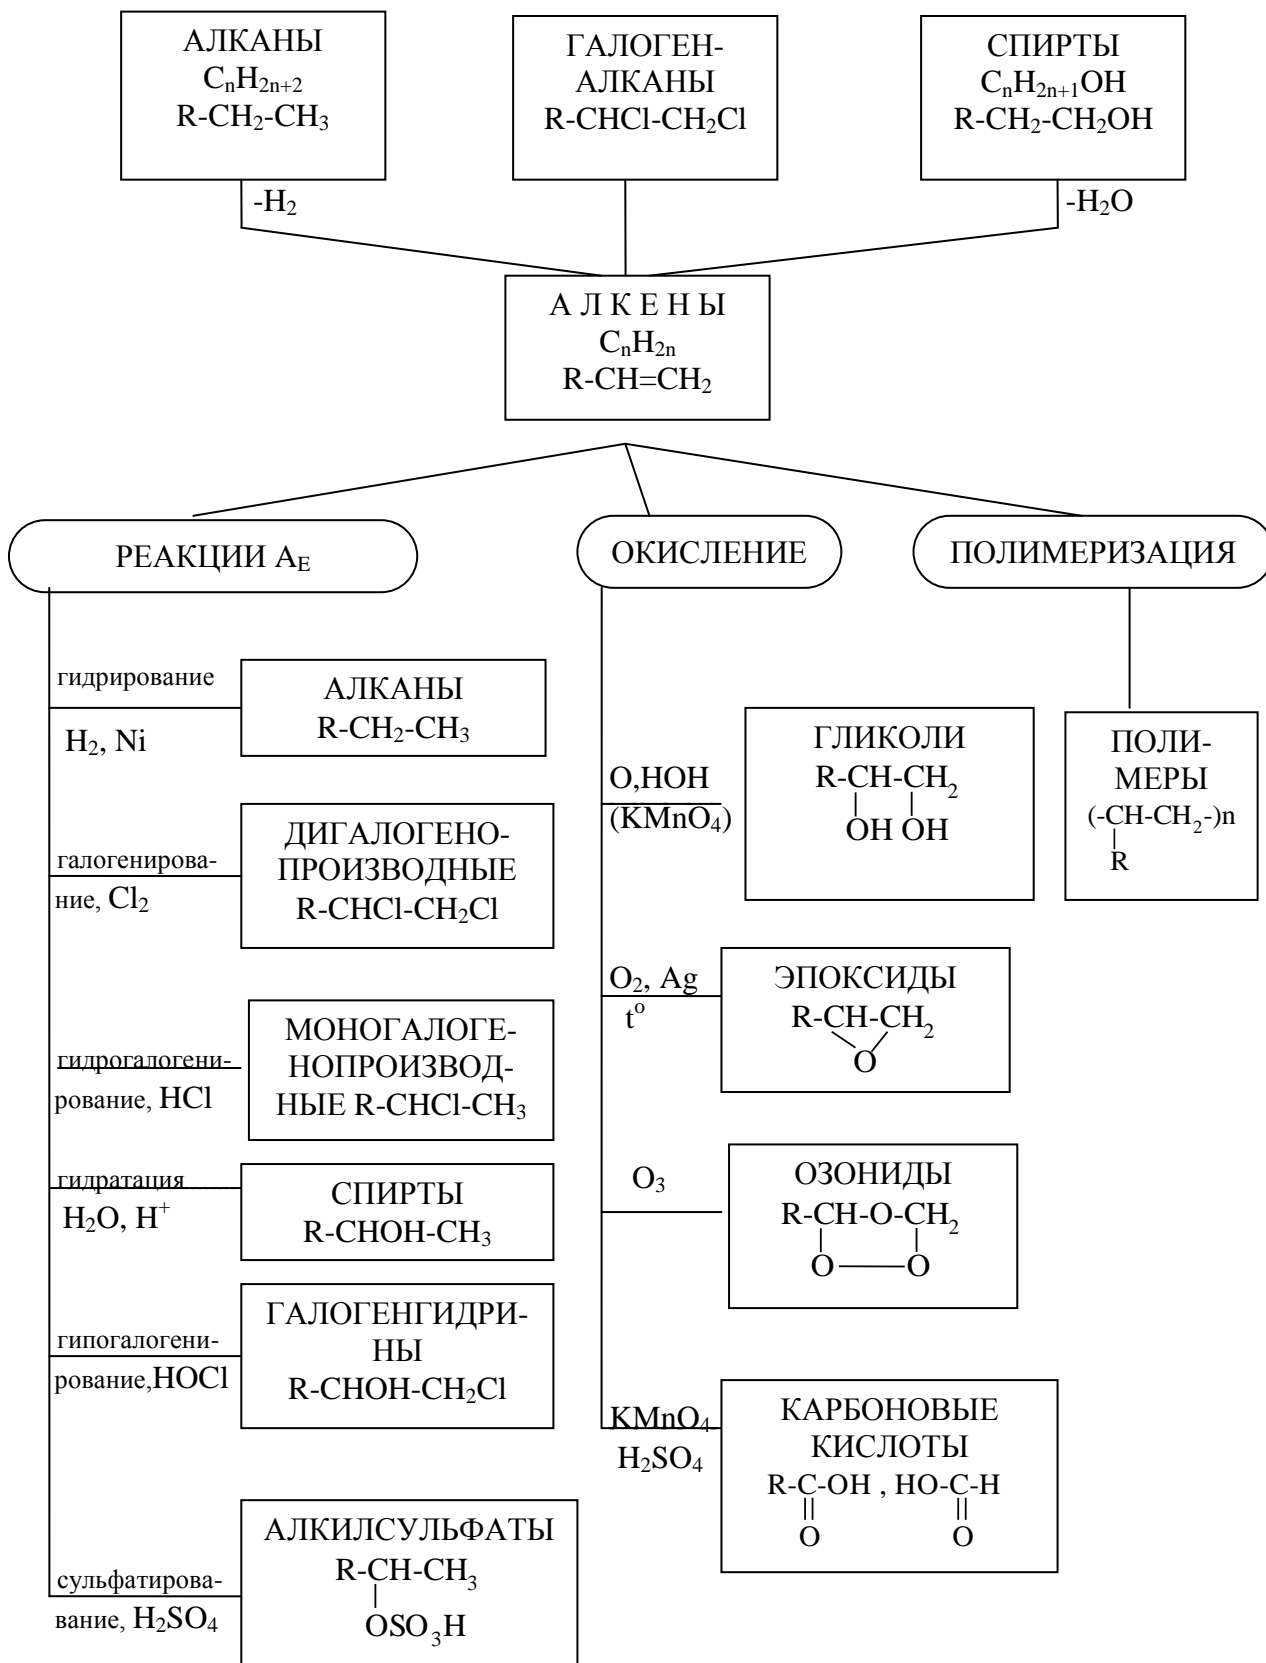 АЛКАНЫ
CnH2n+2
R-CH2-CH3
ГАЛОГЕН-
АЛКАНЫ
R-CHCl-CH2Cl
СПИРТЫ
CnH2n+1OH
R-CH2-CH2OH
-H2
-H2O
А Л К Е Н Ы
CnH2n
R-CH=CH2
РЕАКЦИИ AE
ОКИСЛЕНИЕ
ПОЛИМЕРИЗАЦИЯ
гидрирование
H2, Ni
АЛКАНЫ
R-CH2-CH3
галогенирова-
ние, Cl2
ДИГАЛОГЕНО-
ПРОИЗВОДНЫЕ
R-CHCl-CH2Cl
гидрогалогени-
рование, HCl
МОНОГАЛОГЕ-
НОПРОИЗВОД-
НЫЕ R-CHCl-CH3
гидратация
H2O, H+
СПИРТЫ
R-CHOH-CH3
гипогалогени-
рование,HOCl
ГАЛОГЕНГИДРИ-
НЫ
R-CHOH-CH2Cl
сульфатирова-
вание, H2SO4
АЛКИЛСУЛЬФАТЫ
R-CH-CH3
OSO3H
O,HOH
(KMnO4)
ГЛИКОЛИ
R-CH-CH2
OH OH
O2, Ag
to
ЭПОКСИДЫ
R-CH-CH2
O
O3
ОЗОНИДЫ
R-CH-O-CH2
O O
KMnO4,
H2SO4
КАРБОНОВЫЕ
КИСЛОТЫ
R-C-OH , HO-C-H
O O
ПОЛИ-
МЕРЫ
(-CH-CH2-)n
R